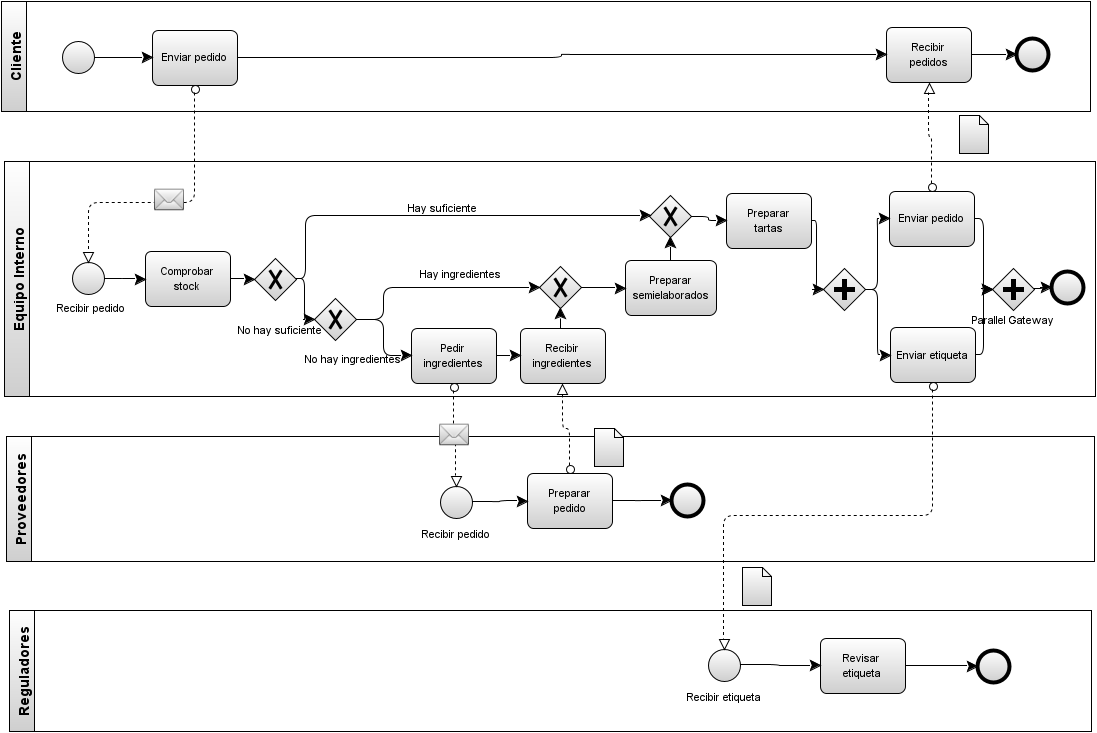 Cliente
Enviar pedido
Recibir
pedidos
Equipo Interno
Recibir pedido
Comprobar
stock
Hay suficiente
No hay suficiente
Hay ingredientes
No hay ingredientes
Pedir
ingredientes
Recibir
ingredientes
Preparar
semielaborados
Preparar
tartas
Enviar pedido
Enviar etiqueta
Parallel Gateway
Proveedores
Recibir pedido
Preparar
pedido
Reguladores
Recibir etiqueta
Revisar
etiqueta